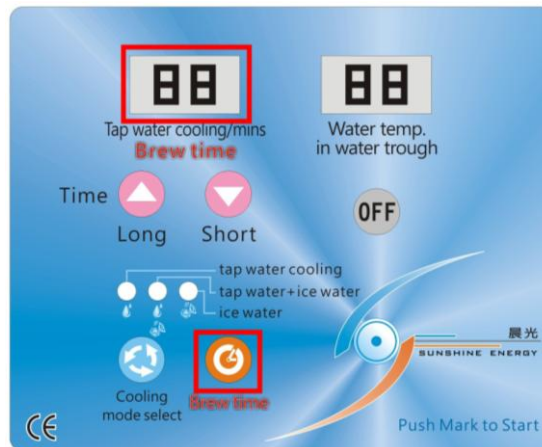 88 88
Tap water cooling/mins
Brew time
Water temp.
in water trough
Time
Long Short
OFF
tap water cooling
tap water+ice water
ice water
Cooling
mode select
Brew time
晨光
SUNSHINE ENERGY
CE
Push Mark to Start